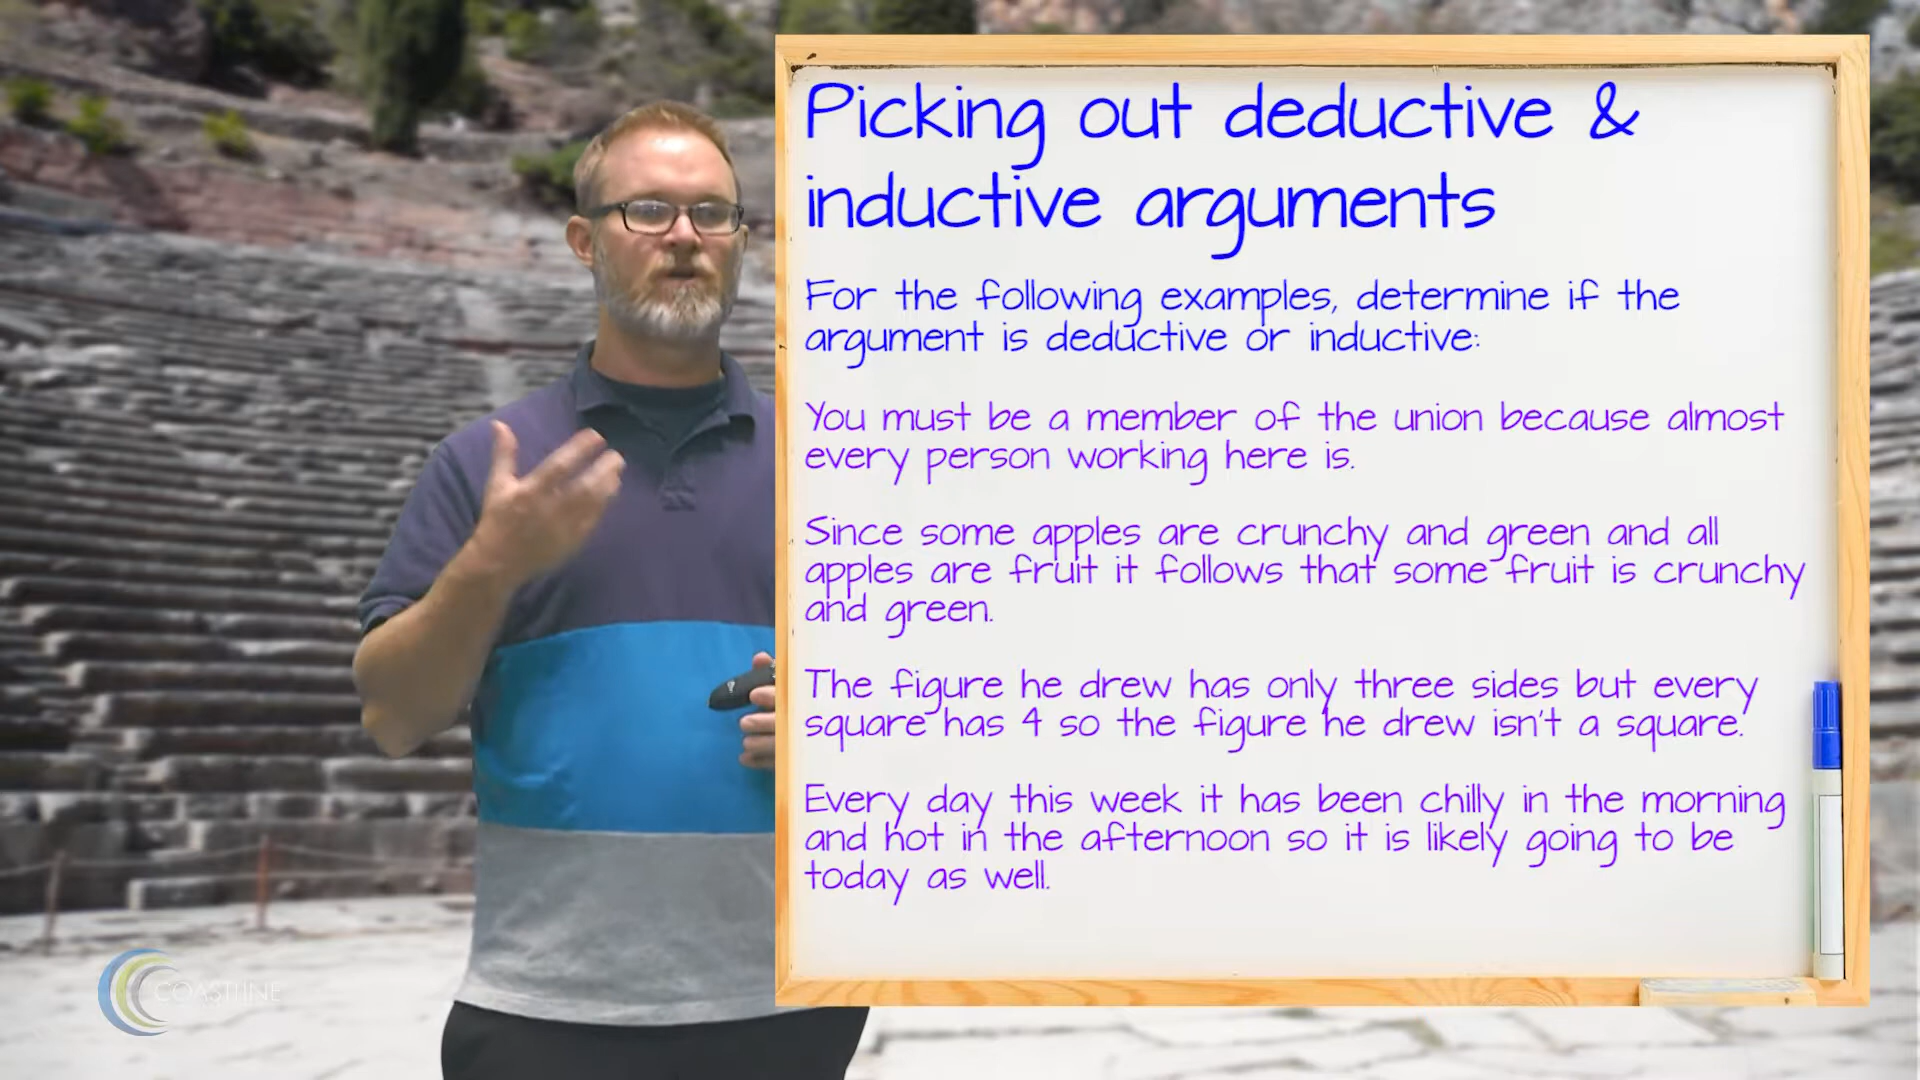 Picking out deductive &
inductive arguments
For the following examples, determine if the
argument is deductive or inductive:
You must be a member of the union because almost
every person working here is.
Since some apples are crunchy and green and all
apples are fruit it follows that some fruit is crunchy
and green.
The figure he drew has only three sides but every
square has 4 so the figure he drew isn't a square.
Every day this week it has been chilly in the morning
and hot in the afternoon so it is likely going to be
today as well.
COASTLINE